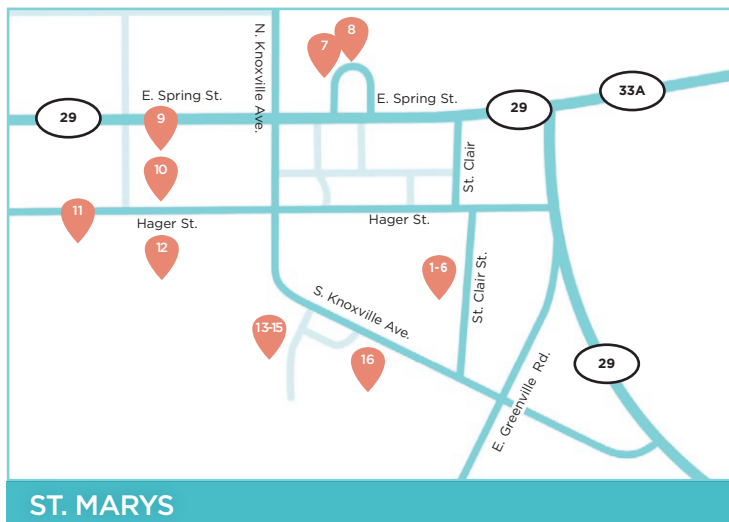 N. Knoxville Ave.
7
8
E. Spring St.
E. Spring St.
29
9
29
33A
10
St. Clair
11
Hager St.
Hager St.
12
1-6
St. Clair St.
S. Knoxville Ave.
13-15
16
29
E. Greenville Rd.
ST. MARYS